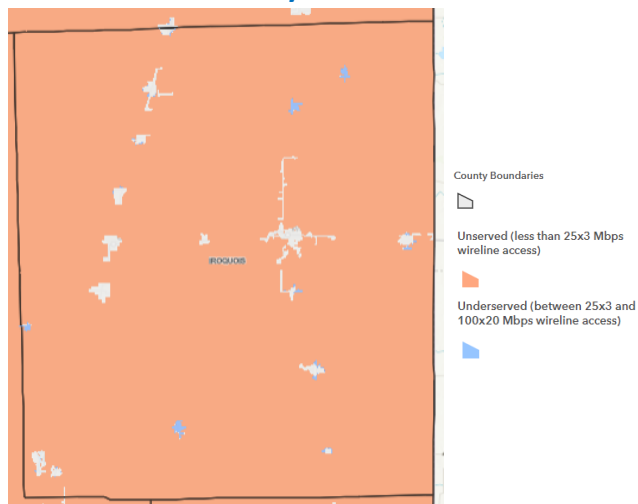 IROQUOIS
County Boundaries
Unserved (less than 25x3 Mbps
wireline access)
Underserved (between 25x3 and
100x20 Mbps wireline access)